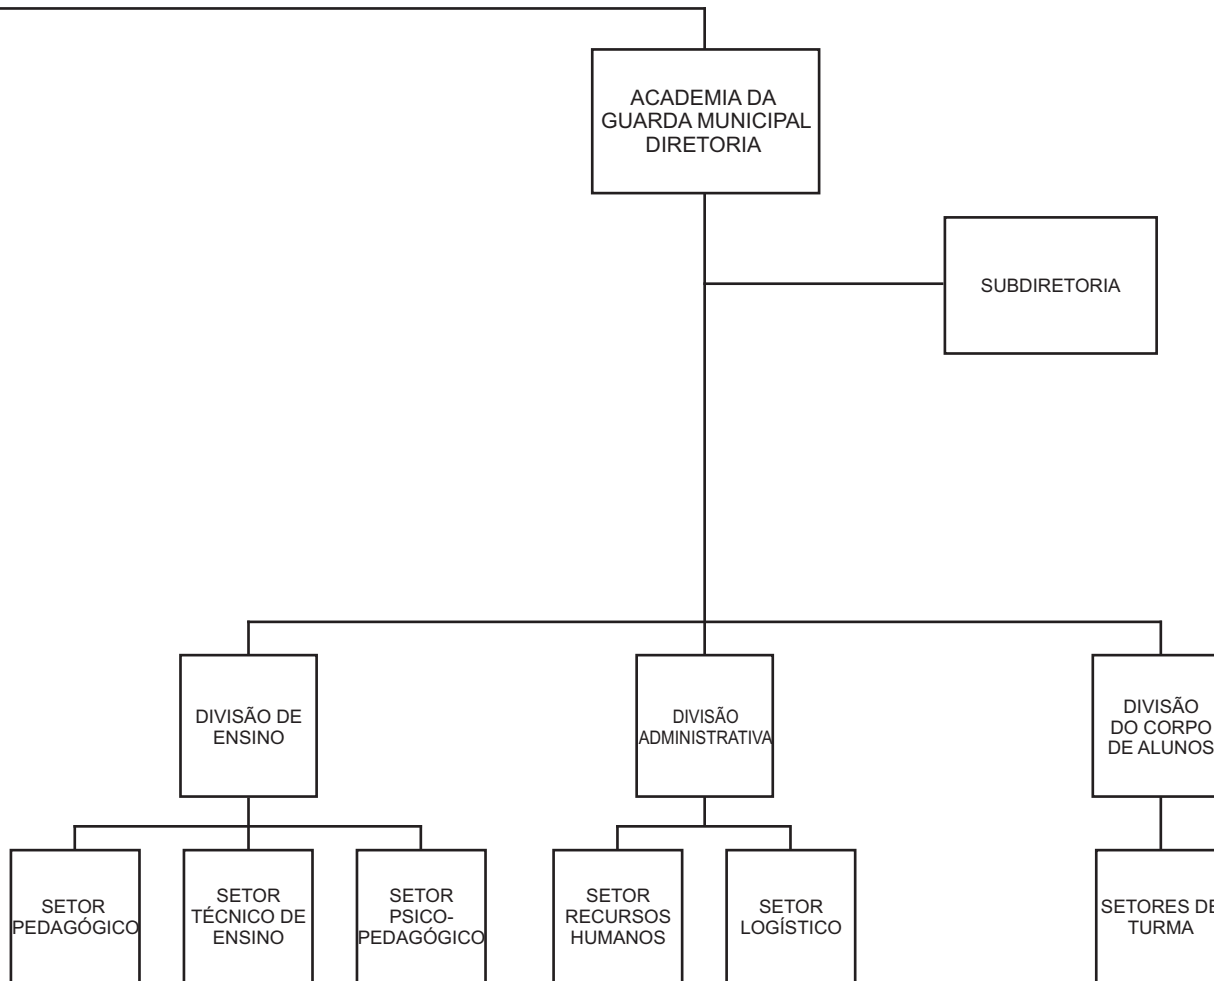 ACADEMIA DA
GUARDA MUNICIPAL
DIRETORIA
SUBDIRETORIA
DIVISÃO DE
ENSINO
DIVISÃO
ADMINISTRATIVA
DIVISÃO
DO CORPO
DE ALUNOS
SETOR
PEDAGÓGICO
SETOR
TÉCNICO DE
ENSINO
SETOR
PSICO-
PEDAGÓGICO
SETOR
RECURSOS
HUMANOS
SETOR
LOGÍSTICO
SETORES DE
TURMA